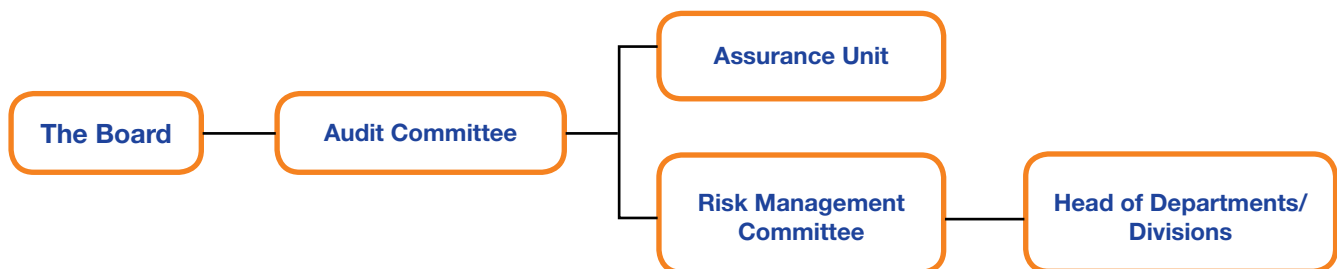 The Board
Audit Committee
Assurance Unit
Risk Management
Committee
Head of Departments/
Divisions